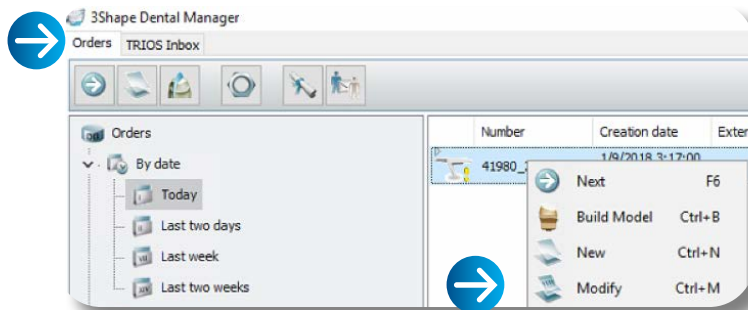 3Shape Dental Manager
Orders TRIOS Inbox
Orders
By date
Today
Last two days
Last week
Last two weeks
Number Creation date
41980_ 1/9/2018 3:17:00
Next F6
Build Model Ctrl+B
New Ctrl+N
Modify Ctrl+M